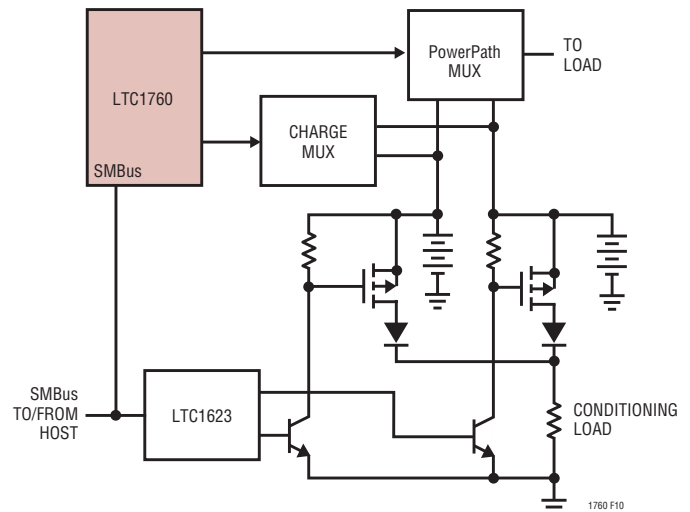 LTC1760
SMBus
PowerPath
MUX
TO
LOAD
CHARGE
MUX
SMBus
TO/FROM
HOST
LTC1623
CONDITIONING
LOAD
1760 F10